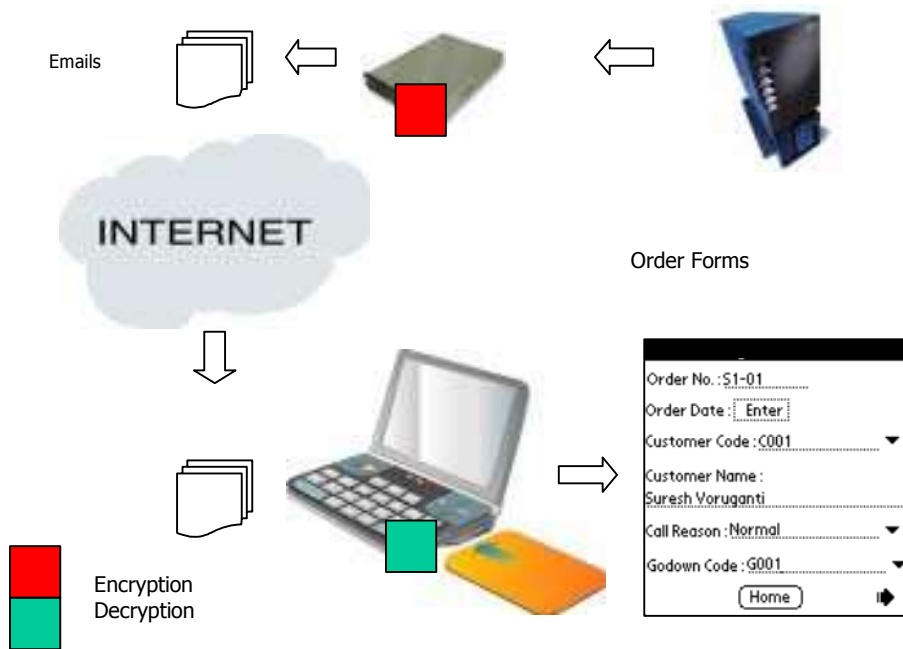 Emails
INTERNET
Order Forms
Order No. : S1-01
Order Date : Enter
Customer Code : C001
Customer Name :
Suresh Voruganti
Call Reason : Normal
Godown Code : G001
Home
Encryption
Decryption